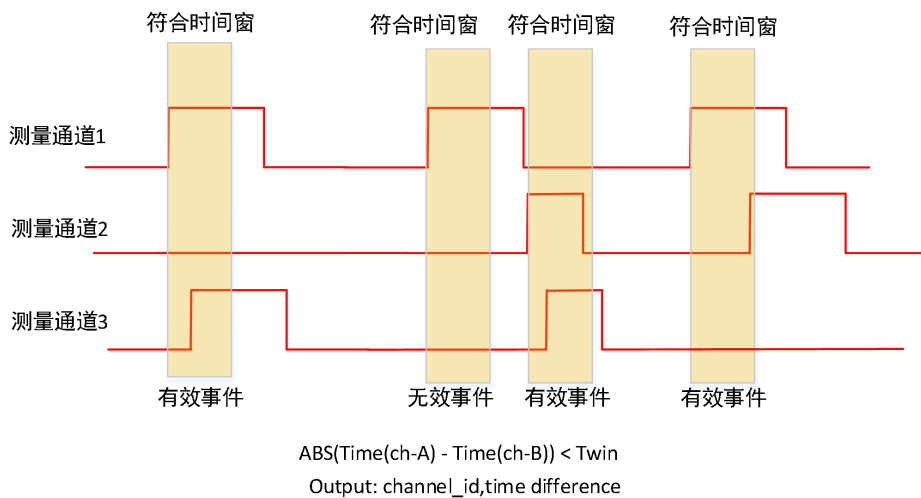 符合时间窗
符合时间窗
符合时间窗
符合时间窗
测量通道1
测量通道2
测量通道3
有效事件
无效事件
有效事件
有效事件
ABS(Time(ch-A) - Time(ch-B)) < Twin
Output: channel_id,time difference